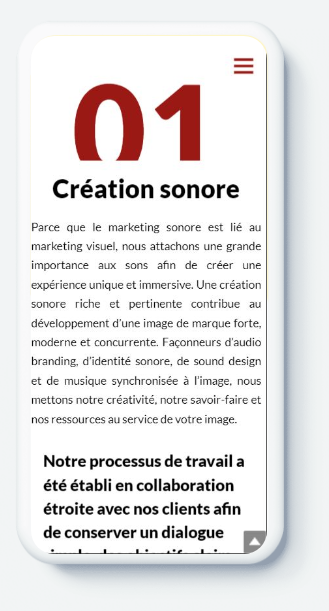 01
Création sonore
Parce que le marketing sonore est lié au
marketing visuel, nous attachons une grande
importance aux sons afin de créer une
expérience unique et immersive. Une création
sonore riche et pertinente contribue au
développement d'une image de marque forte,
moderne et concurrente. Façonneurs d'audio
branding, d'identité sonore, de sound design
et de musique synchronisée à l'image, nous
mettons notre créativité, notre savoir-faire et
nos ressources au service de votre image.
Notre processus de travail a
été établi en collaboration
étroite avec nos clients afin
de conserver un dialogue